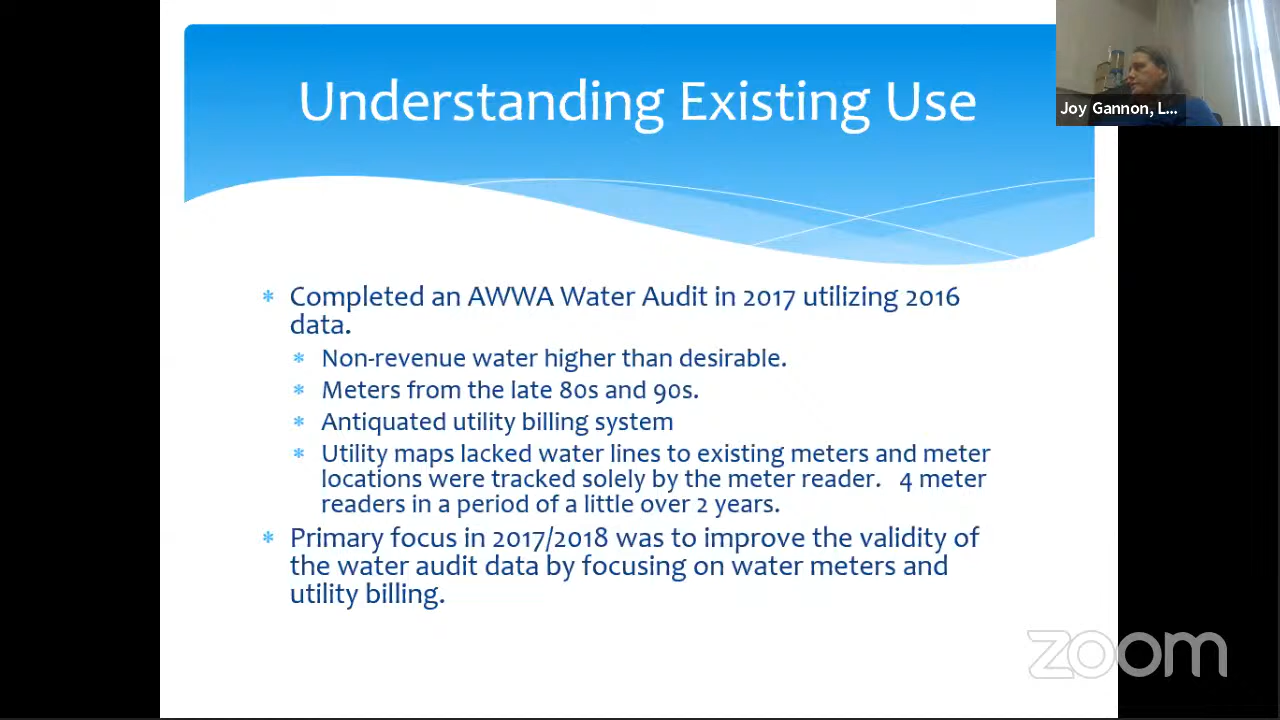 Understanding Existing Use
Joy Gannon, L...
* Completed an AWWA Water Audit in 2017 utilizing 2016
data.
* Non-revenue water higher than desirable.
* Meters from the late 80s and 90s.
* Antiquated utility billing system
* Utility maps lacked water lines to existing meters and meter
locations were tracked solely by the meter reader.   4 meter
readers in a period of a little over 2 years.
* Primary focus in 2017/2018 was to improve the validity of
the water audit data by focusing on water meters and
utility billing.
zoom